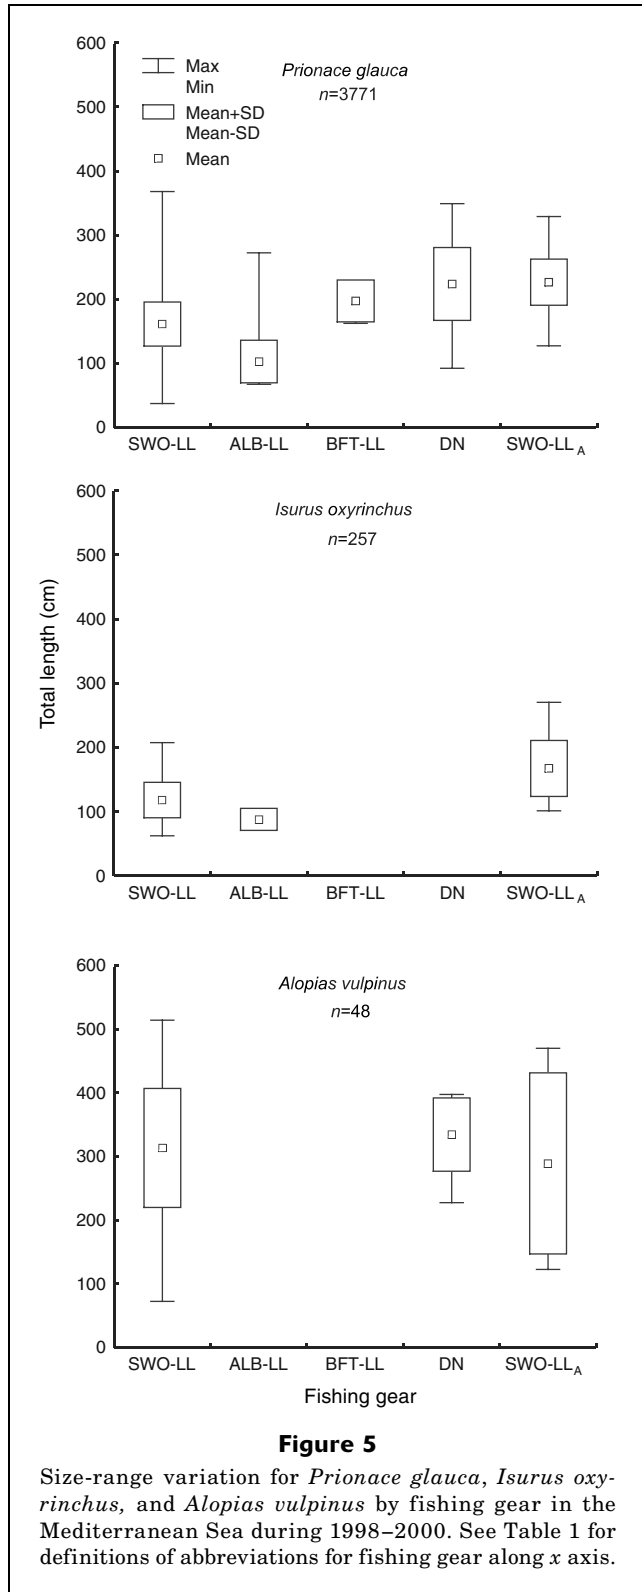 600
500
400
300
200
100
0
Max
Min
Mean+SD
Mean-SD
Mean
Prionace glauca
n=3771
SWO-LL ALB-LL BFT-LL DN SWO-LL A
Total length (cm)
600
500
400
300
200
100
0
Isurus oxyrinchus
n=257
SWO-LL ALB-LL BFT-LL DN SWO-LL A
600
500
400
300
200
100
0
Alopias vulpinus
n=48
SWO-LL ALB-LL BFT-LL DN SWO-LL A
Fishing gear
Figure 5
Size-range variation for Prionace glauca, Isurus oxy-
rinchus, and Alopias vulpinus by fishing gear in the
Mediterranean Sea during 1998–2000. See Table 1 for
definitions of abbreviations for fishing gear along x axis.